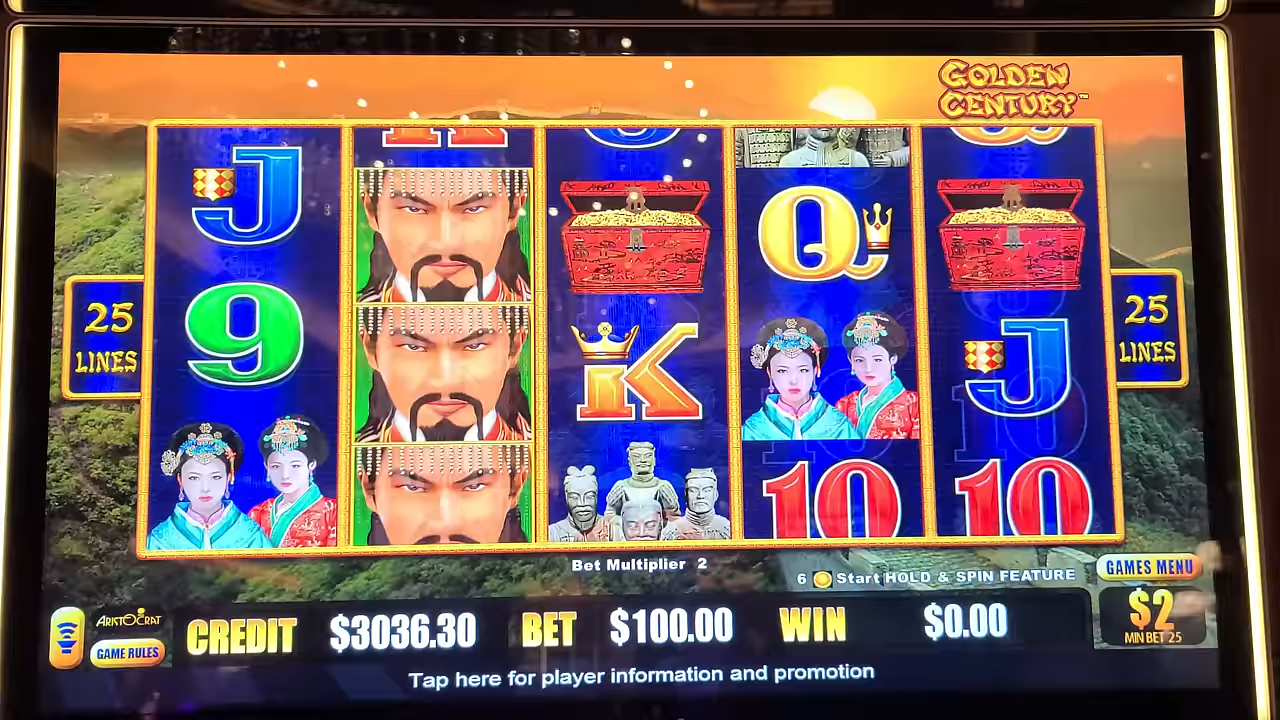 GOLDEN
CENTURY™
J
9
K
Q
J
10
10
25
LINES
25
LINES
Bet Multiplier 2
6 Start HOLD & SPIN FEATURE
GAMES MENU
ARISTOCRAT
GAME RULES
CREDIT $3036.30 BET $100.00 WIN $0.00
$2
MIN BET 25
Tap here for player information and promotion